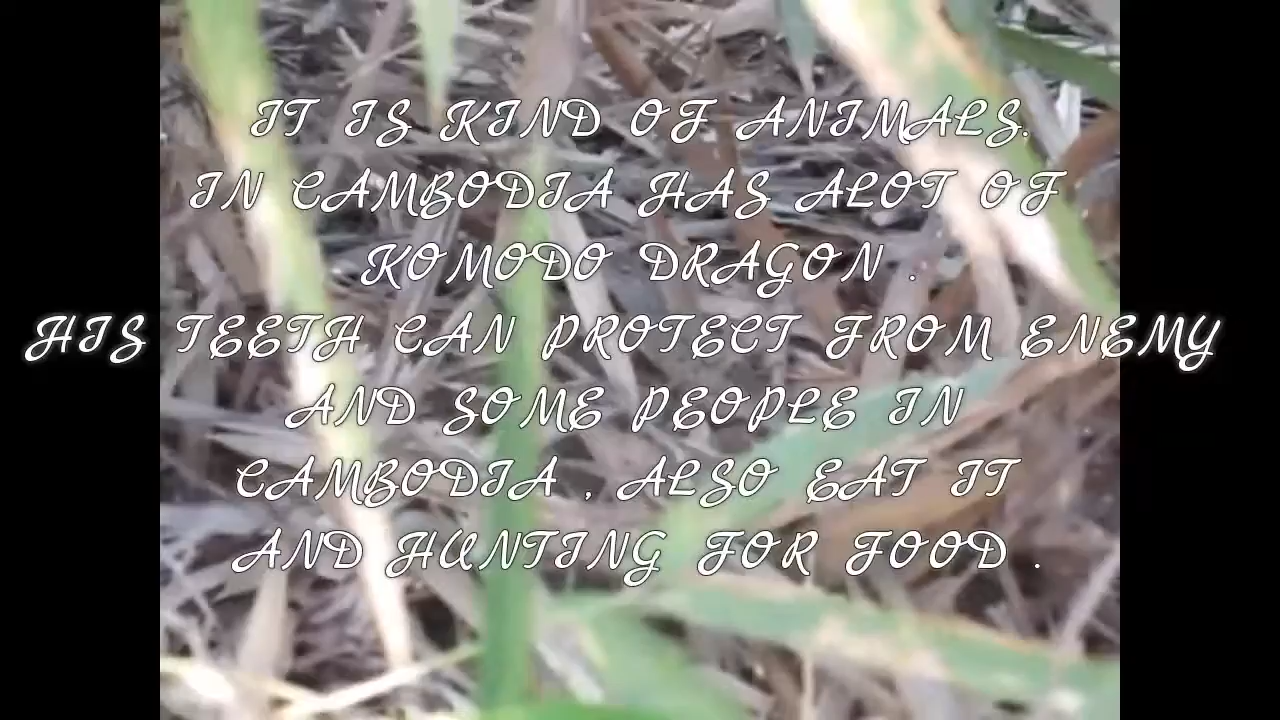 IT IS KIND OF ANIMALS.
IN CAMBODIA HAS ALOT OF
KOMODO DRAGON .
HIS TEETH CAN PROTECT FROM ENEMY
AND SOME PEOPLE IN
CAMBODIA , ALSO EAT IT
AND HUNTING FOR FOOD .